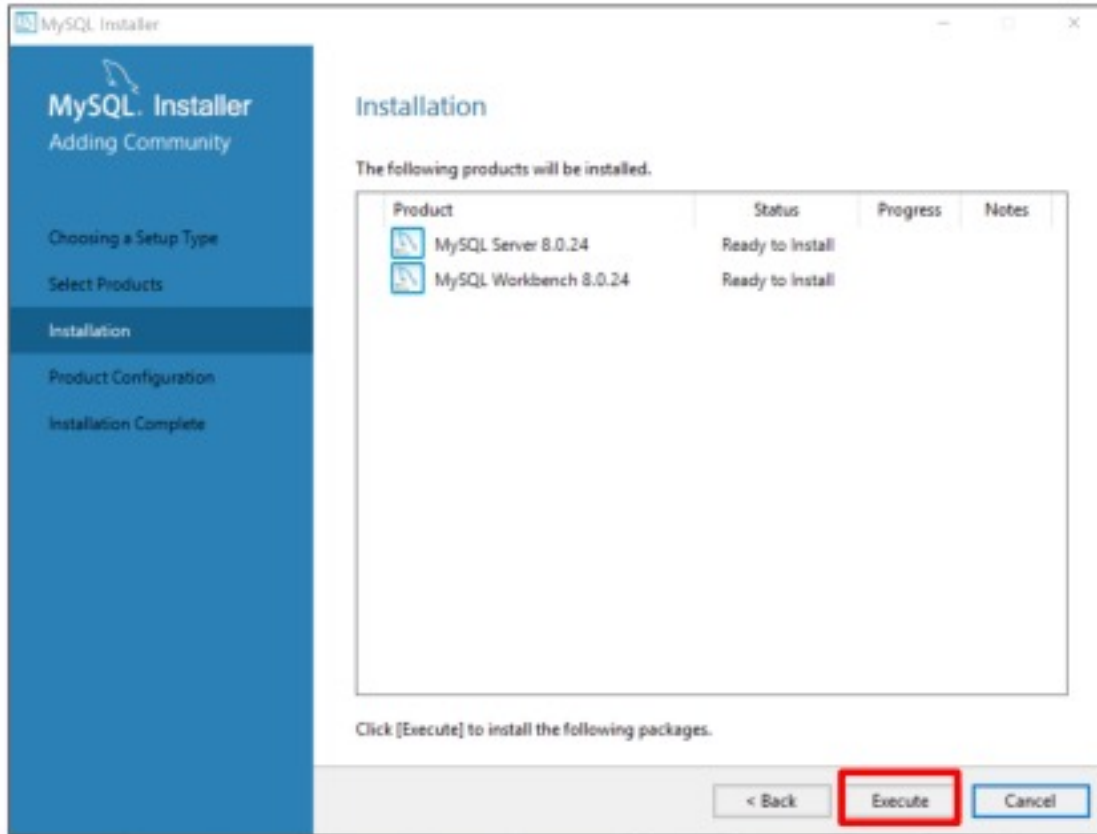 MySQL Installer
MySQL. Installer
Adding Community
Choosing a Setup Type
Select Products
Installation
Product Configuration
Installation Complete
Installation
The following products will be installed.
Product Status Progress Notes
MySQL Server 8.0.24 Ready to Install
MySQL Workbench 8.0.24 Ready to Install
Click [Execute] to install the following packages.
< Back Execute Cancel